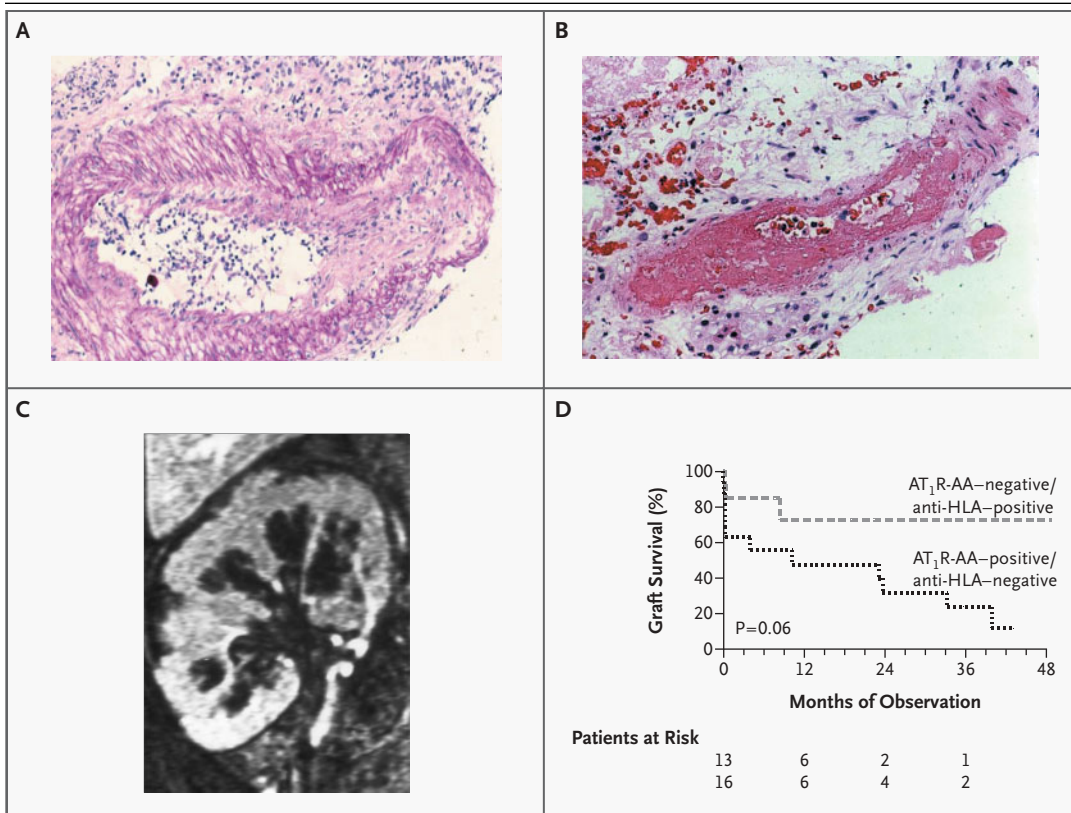 A
B
C
D
100
80
60
40
20
0
Graft Survival (%)
AT₁R-AA–negative/
anti-HLA–positive
AT₁R-AA–positive/
anti-HLA–negative
P=0.06
0 12 24 36 48
Months of Observation
Patients at Risk
13 6 2 1
16 6 4 2